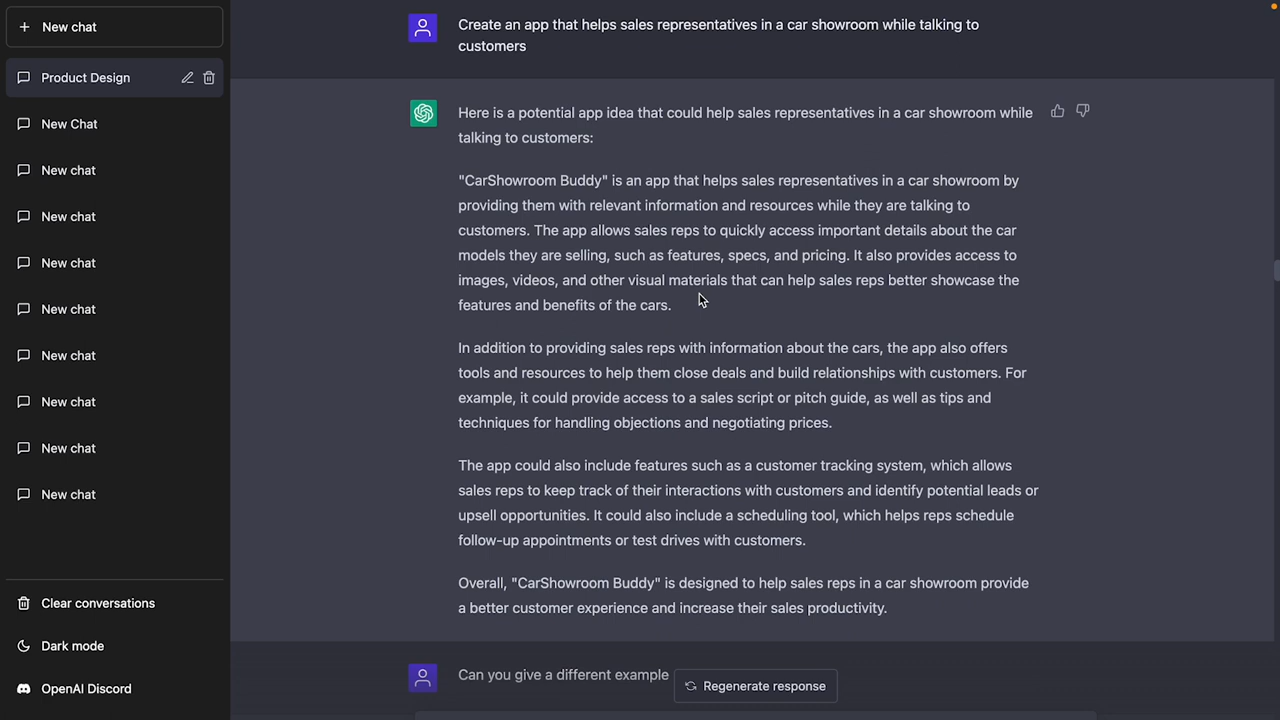 New chat
Product Design
New Chat
New chat
New chat
New chat
New chat
New chat
New chat
New chat
New chat
Clear conversations
Dark mode
OpenAI Discord
Create an app that helps sales representatives in a car showroom while talking to
customers
Here is a potential app idea that could help sales representatives in a car showroom while
talking to customers:
"CarShowroom Buddy" is an app that helps sales representatives in a car showroom by
providing them with relevant information and resources while they are talking to
customers. The app allows sales reps to quickly access important details about the car
models they are selling, such as features, specs, and pricing. It also provides access to
images, videos, and other visual materials that can help sales reps better showcase the
features and benefits of the cars.
In addition to providing sales reps with information about the cars, the app also offers
tools and resources to help them close deals and build relationships with customers. For
example, it could provide access to a sales script or pitch guide, as well as tips and
techniques for handling objections and negotiating prices.
The app could also include features such as a customer tracking system, which allows
sales reps to keep track of their interactions with customers and identify potential leads or
upsell opportunities. It could also include a scheduling tool, which helps reps schedule
follow-up appointments or test drives with customers.
Overall, "CarShowroom Buddy" is designed to help sales reps in a car showroom provide
a better customer experience and increase their sales productivity.
Can you give a different example
Regenerate response